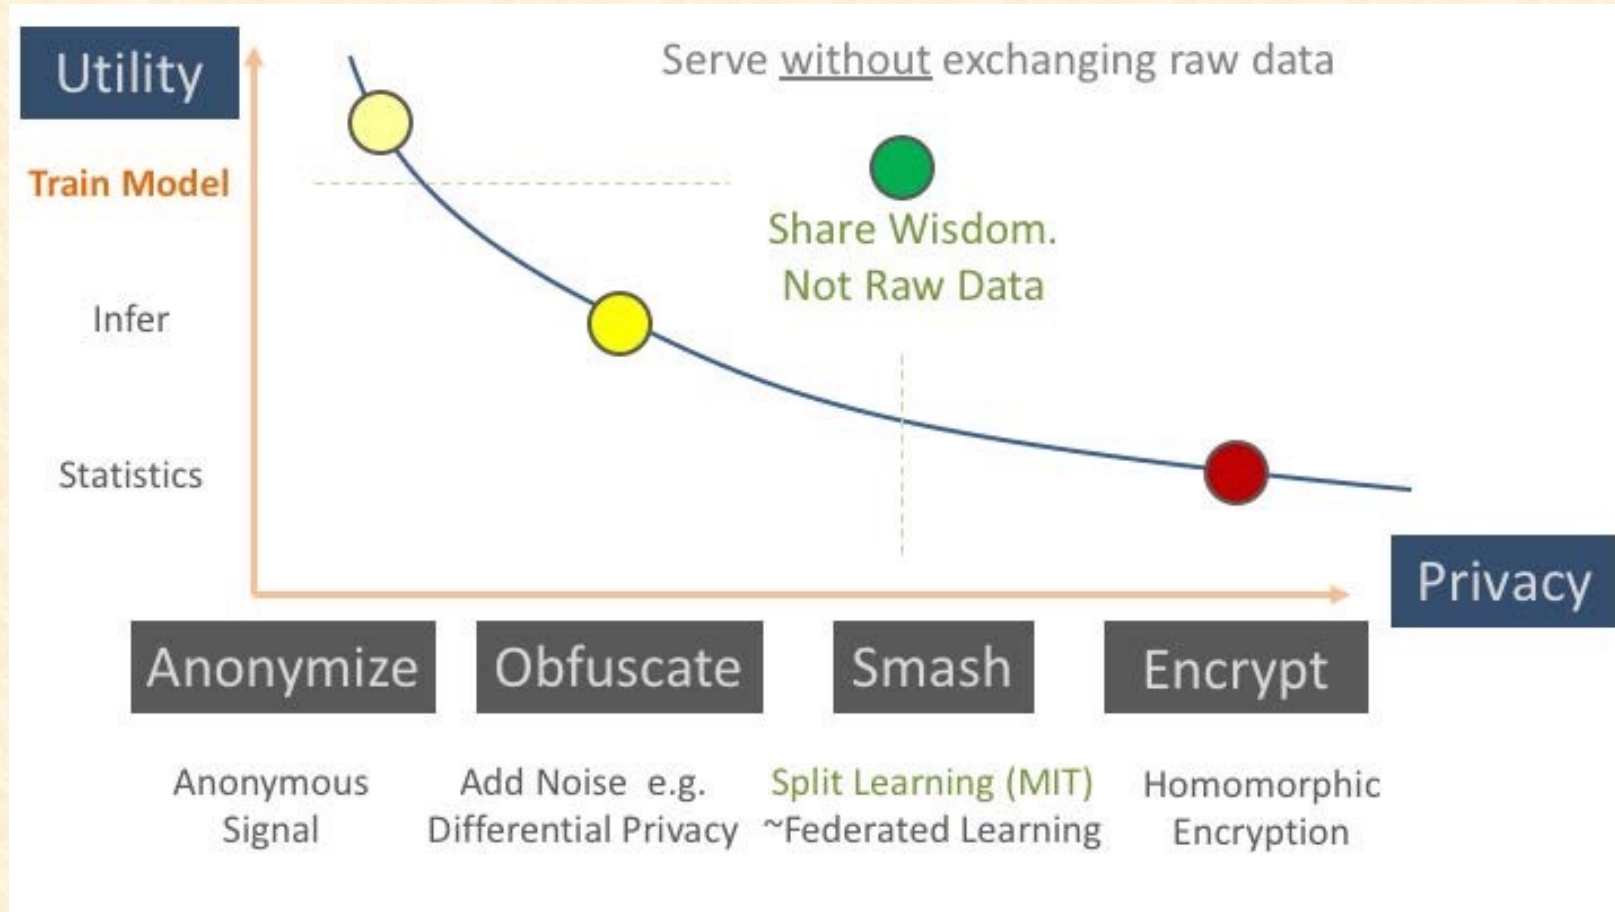 Utility
Serve without exchanging raw data
Train Model
Share Wisdom.
Not Raw Data
Infer
Statistics
Privacy
Anonymize
Obfuscate
Smash
Encrypt
Anonymous
Signal
Add Noise e.g.
Differential Privacy
Split Learning (MIT)
~Federated Learning
Homomorphic
Encryption